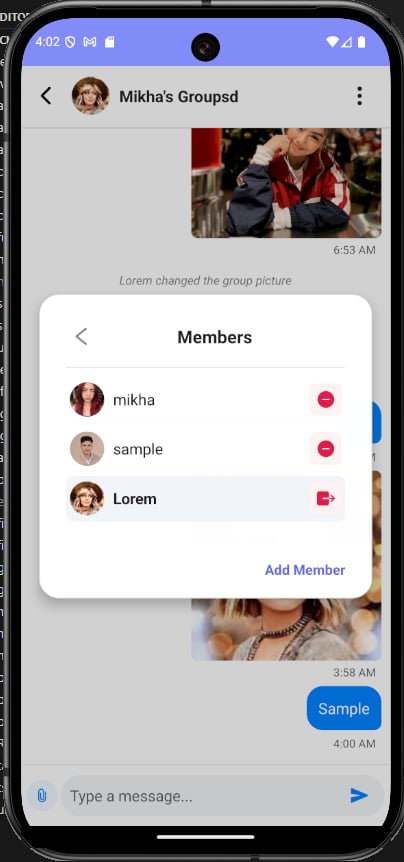 4:02
Mikha's Groupsd
6:53 AM
Lorem changed the group picture
Members
mikha
sample
Lorem
Add Member
3:58 AM
Sample
4:00 AM
Type a message...